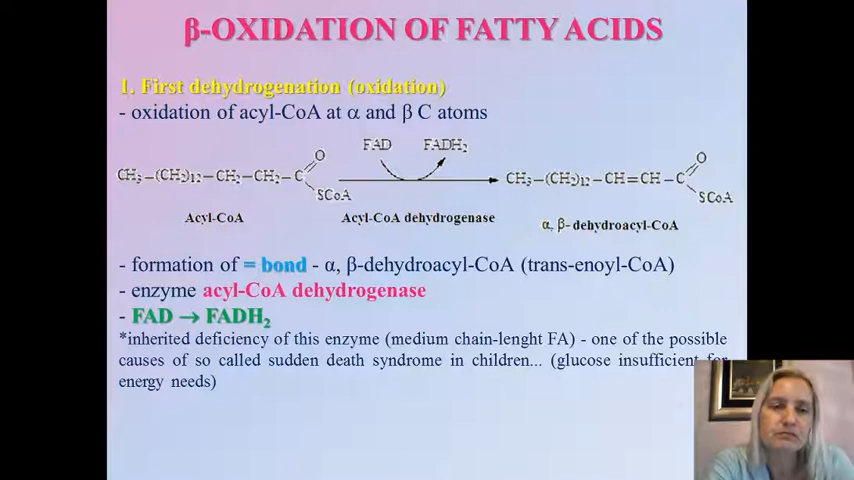 β-OXIDATION OF FATTY ACIDS
1. First dehydrogenation (oxidation)
- oxidation of acyl-CoA at α and β C atoms
FAD FADH₂
CH₃–(CH₂)₁₂–CH₂–CH₂–C O SCoA
CH₃–(CH₂)₁₂–CH=CH–C O SCoA
Acyl-CoA Acyl-CoA dehydrogenase α, β- dehydroacyl-CoA
- formation of = bond - α, β-dehydroacyl-CoA (trans-enoyl-CoA)
- enzyme acyl-CoA dehydrogenase
- FAD → FADH₂
*inherited deficiency of this enzyme (medium chain-lenght FA) - one of the possible
causes of so called sudden death syndrome in children... (glucose insufficient for
energy needs)